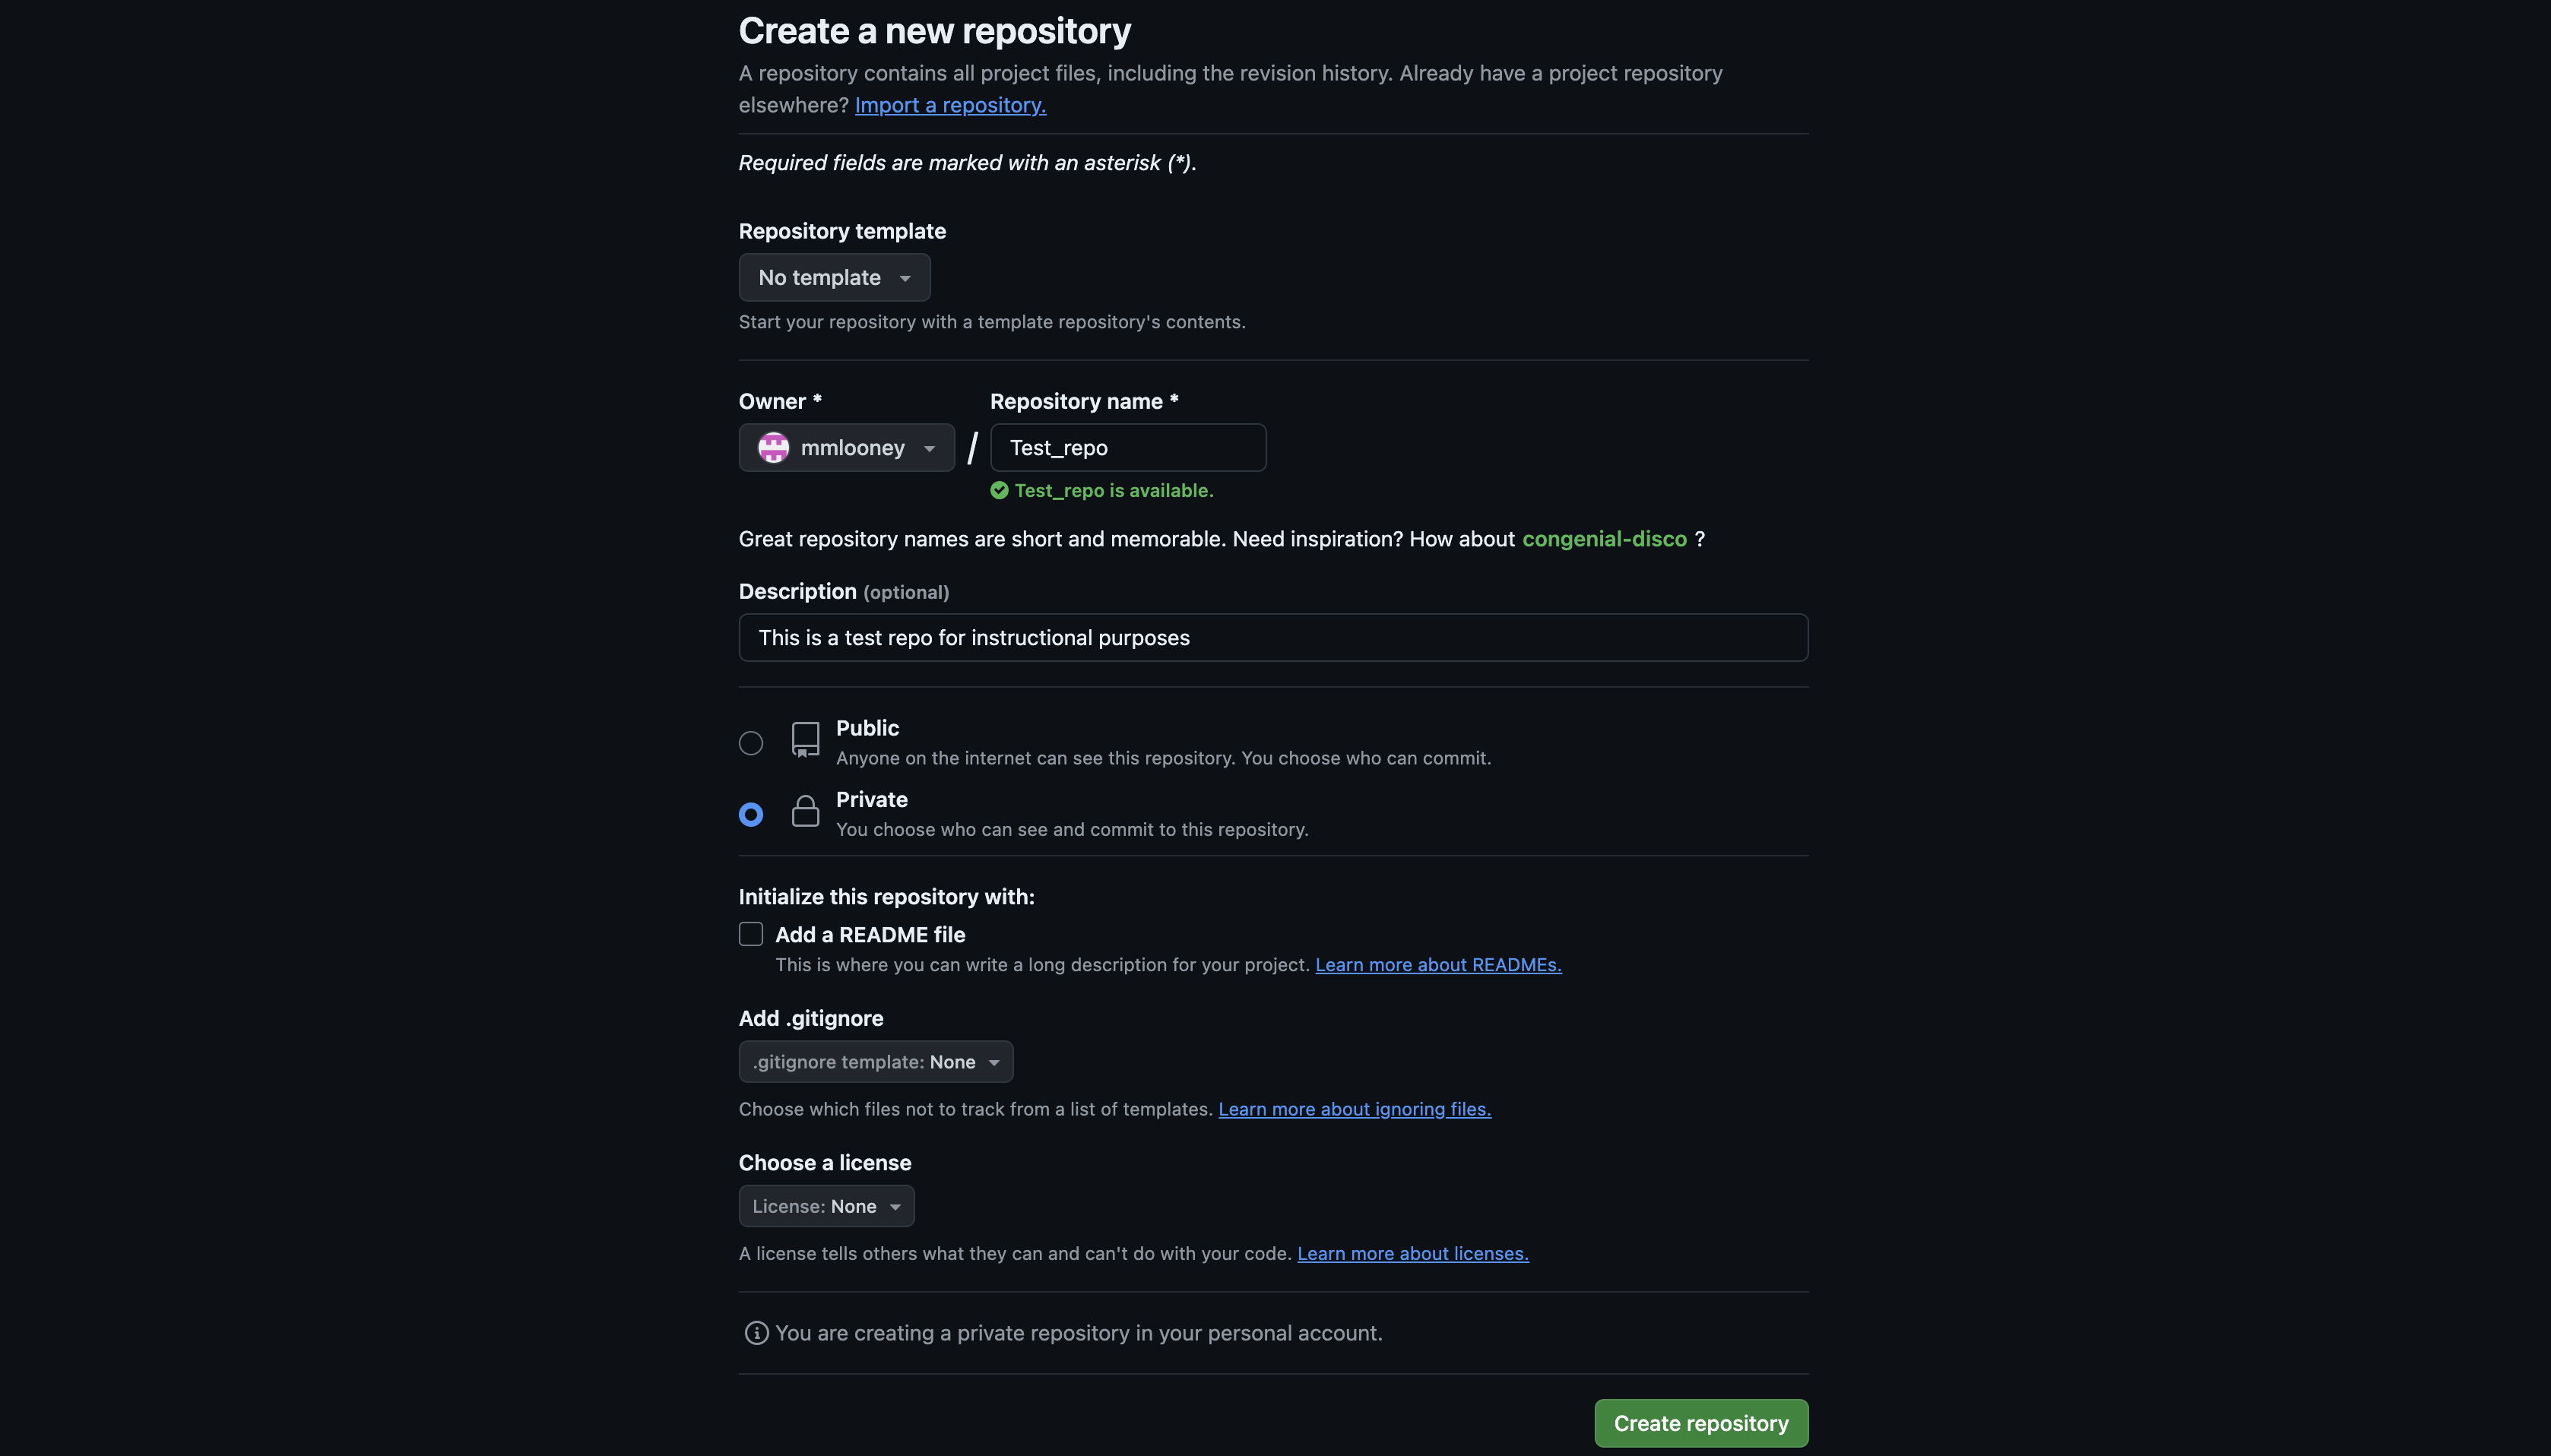 Create a new repository
A repository contains all project files, including the revision history. Already have a project repository
elsewhere? Import a repository.
Required fields are marked with an asterisk (*).
Repository template
No template
Start your repository with a template repository's contents.
Owner *
Repository name *
mmlooney
/
Test_repo
Test_repo is available.
Great repository names are short and memorable. Need inspiration? How about congenial-disco ?
Description (optional)
This is a test repo for instructional purposes
Public
Anyone on the internet can see this repository. You choose who can commit.
Private
You choose who can see and commit to this repository.
Initialize this repository with:
Add a README file
This is where you can write a long description for your project. Learn more about READMEs.
Add .gitignore
.gitignore template: None
Choose which files not to track from a list of templates. Learn more about ignoring files.
Choose a license
License: None
A license tells others what they can and can't do with your code. Learn more about licenses.
You are creating a private repository in your personal account.
Create repository